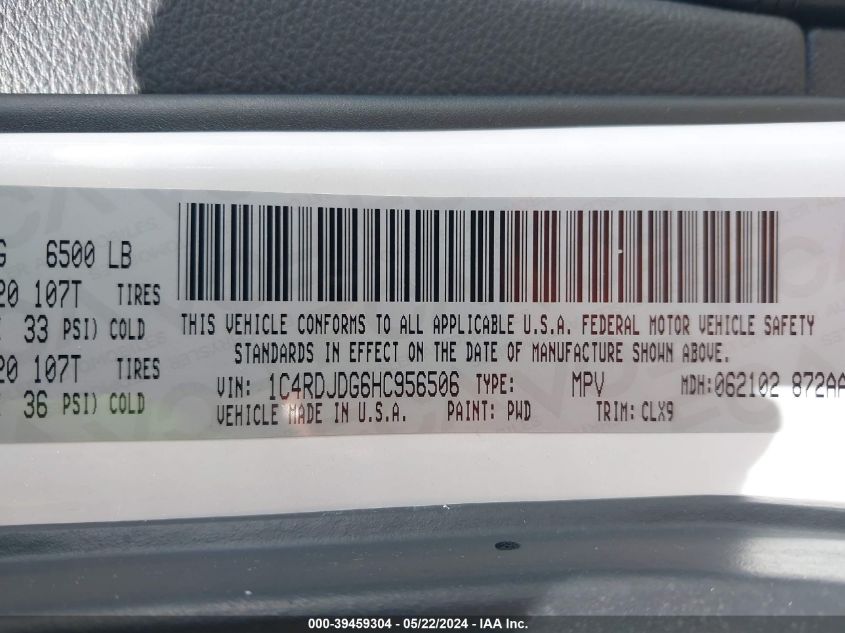 G 6500 LB
20 107T TIRES
33 PSI) COLD
20 107T TIRES
36 PSI) COLD
THIS VEHICLE CONFORMS TO ALL APPLICABLE U.S.A. FEDERAL MOTOR VEHICLE SAFETY
STANDARDS IN EFFECT ON THE DATE OF MANUFACTURE SHOWN ABOVE.
VIN: 1C4RDJDG6HC956506 TYPE: MPV MDH:062102 872AA
VEHICLE MADE IN U.S.A. PAINT: PWD TRIM: CLX9
000-39459304 - 05/22/2024 - IAA Inc.